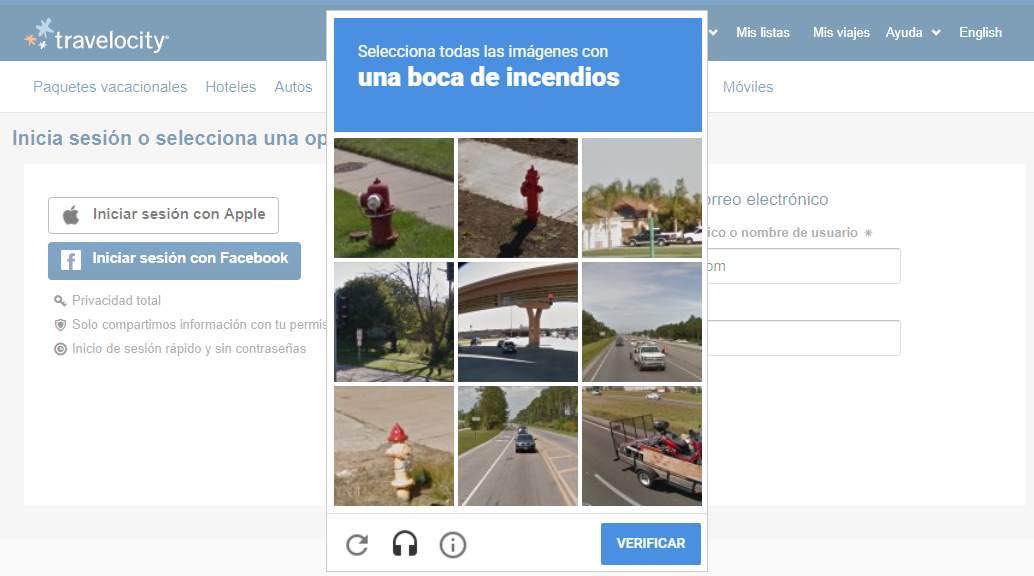 travelocity
Mis listas
Mis viajes
Ayuda
English
Paquetes vacacionales
Hoteles
Autos
Móviles
Selecciona todas las imágenes con
una boca de incendios
Inicia sesión o selecciona una op
Iniciar sesión con Apple
Iniciar sesión con Facebook
Privacidad total
Solo compartimos información con tu permis
Inicio de sesión rápido y sin contraseñas
orreo electrónico
ico o nombre de usuario *
om
VERIFICAR